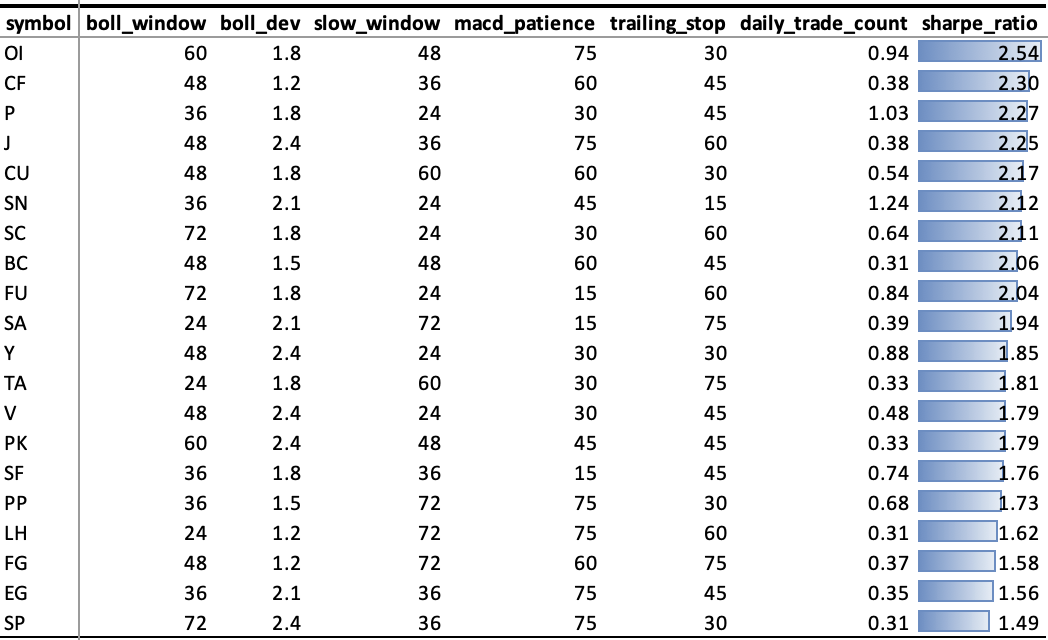 symbol boll_window boll_dev slow_window macd_patience trailing_stop daily_trade_count sharpe_ratio
OI 60 1.8 48 75 30 0.94 2.54
CF 48 1.2 36 60 45 0.38 2.30
P 36 1.8 24 30 45 1.03 2.27
J 48 2.4 36 75 60 0.38 2.25
CU 48 1.8 60 60 30 0.54 2.17
SN 36 2.1 24 45 15 1.24 2.12
SC 72 1.8 24 30 60 0.64 2.11
BC 48 1.5 48 60 45 0.31 2.06
FU 72 1.8 24 15 60 0.84 2.04
SA 24 2.1 72 15 75 0.39 1.94
Y 48 2.4 24 30 30 0.88 1.85
TA 24 1.8 60 30 75 0.33 1.81
V 48 2.4 24 30 45 0.48 1.79
PK 60 2.4 48 45 45 0.33 1.79
SF 36 1.8 36 15 45 0.74 1.76
PP 36 1.5 72 75 30 0.68 1.73
LH 24 1.2 72 75 60 0.31 1.62
FG 48 1.2 72 60 75 0.37 1.58
EG 36 2.1 36 75 45 0.35 1.56
SP 72 2.4 36 75 30 0.31 1.49